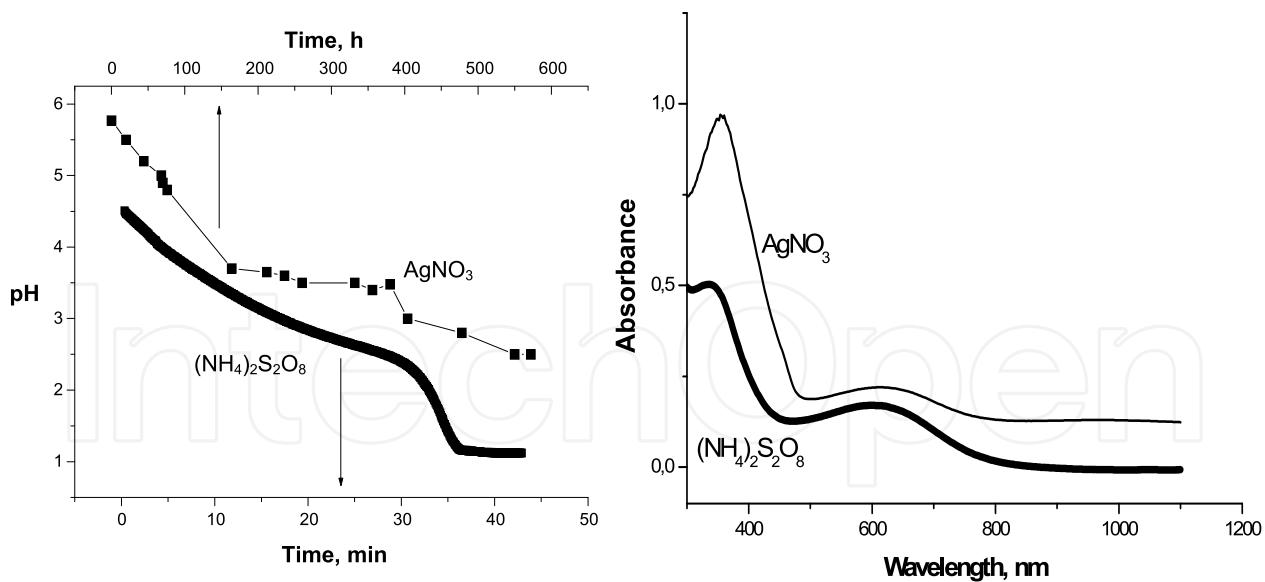 Time, h
0 100 200 300 400 500 600
6
5
4
3
2
1
pH
AgNO3
(NH4)2S2O8
0 10 20 30 40 50
Time, min
1,0
0,5
0,0
Absorbance
AgNO3
(NH4)2S2O8
400 600 800 1000 1200
Wavelength, nm
IntechOpen